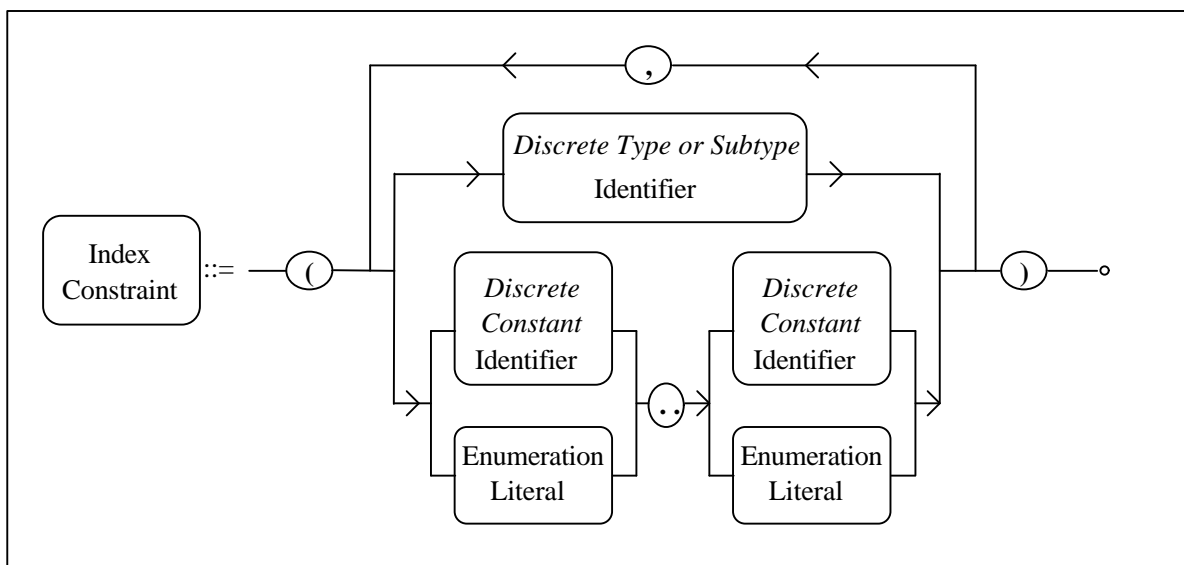 ,
Discrete Type or Subtype
Identifier
Index
Constraint
::=
(
)
Discrete
Constant
Identifier
Discrete
Constant
Identifier
..
Enumeration
Literal
Enumeration
Literal